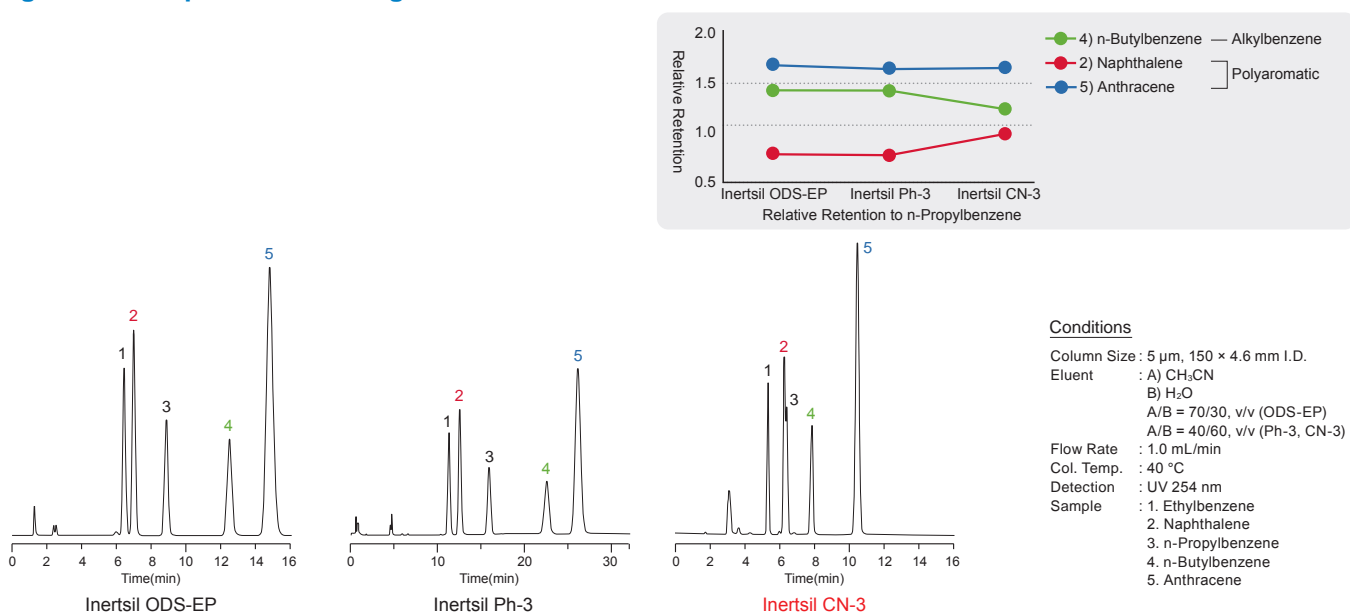 2.0
1.5
1.0
0.5
Relative Retention
Inertsil ODS-EP Inertsil Ph-3 Inertsil CN-3
Relative Retention to n-Propylbenzene
4) n-Butylbenzene — Alkylbenzene
2) Naphthalene
5) Anthracene
Polyaromatic
1
2
3
4
5
0 2 4 6 8 10 12 14 16
Time(min)
Inertsil ODS-EP
1
2
3
4
5
0 10 20 30
Time(min)
Inertsil Ph-3
1
2
3
4
5
0 2 4 6 8 10 12 14 16
Time(min)
Inertsil CN-3
Conditions
Column Size : 5 µm, 150 × 4.6 mm I.D.
Eluent : A) CH₃CN
B) H₂O
A/B = 70/30, v/v (ODS-EP)
A/B = 40/60, v/v (Ph-3, CN-3)
Flow Rate : 1.0 mL/min
Col. Temp. : 40 °C
Detection : UV 254 nm
Sample : 1. Ethylbenzene
2. Naphthalene
3. n-Propylbenzene
4. n-Butylbenzene
5. Anthracene